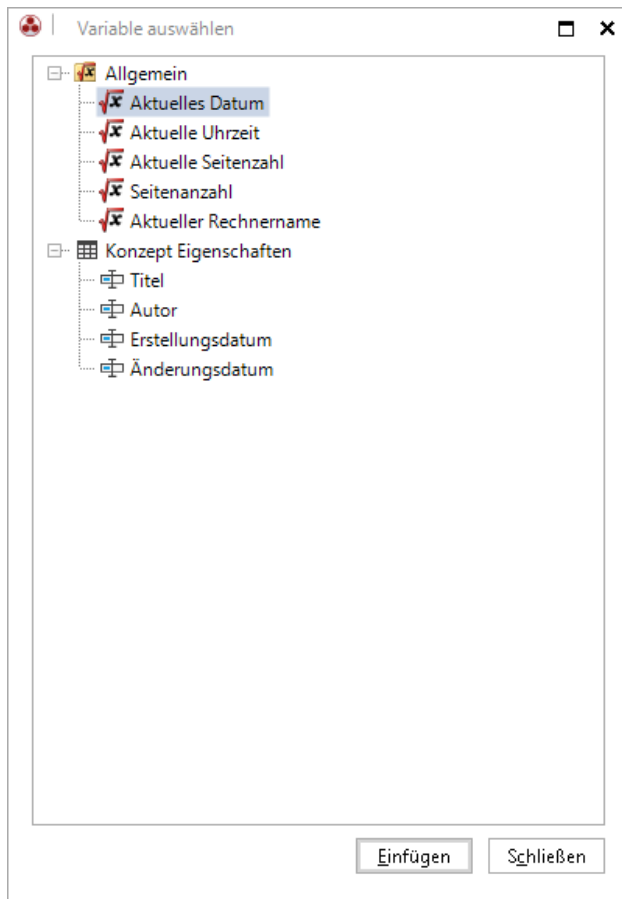 Variable auswählen
Allgemein
Aktuelles Datum
Aktuelle Uhrzeit
Aktuelle Seitenzahl
Seitenanzahl
Aktueller Rechnername
Konzept Eigenschaften
Titel
Autor
Erstellungsdatum
Änderungsdatum
Einfügen Schließen